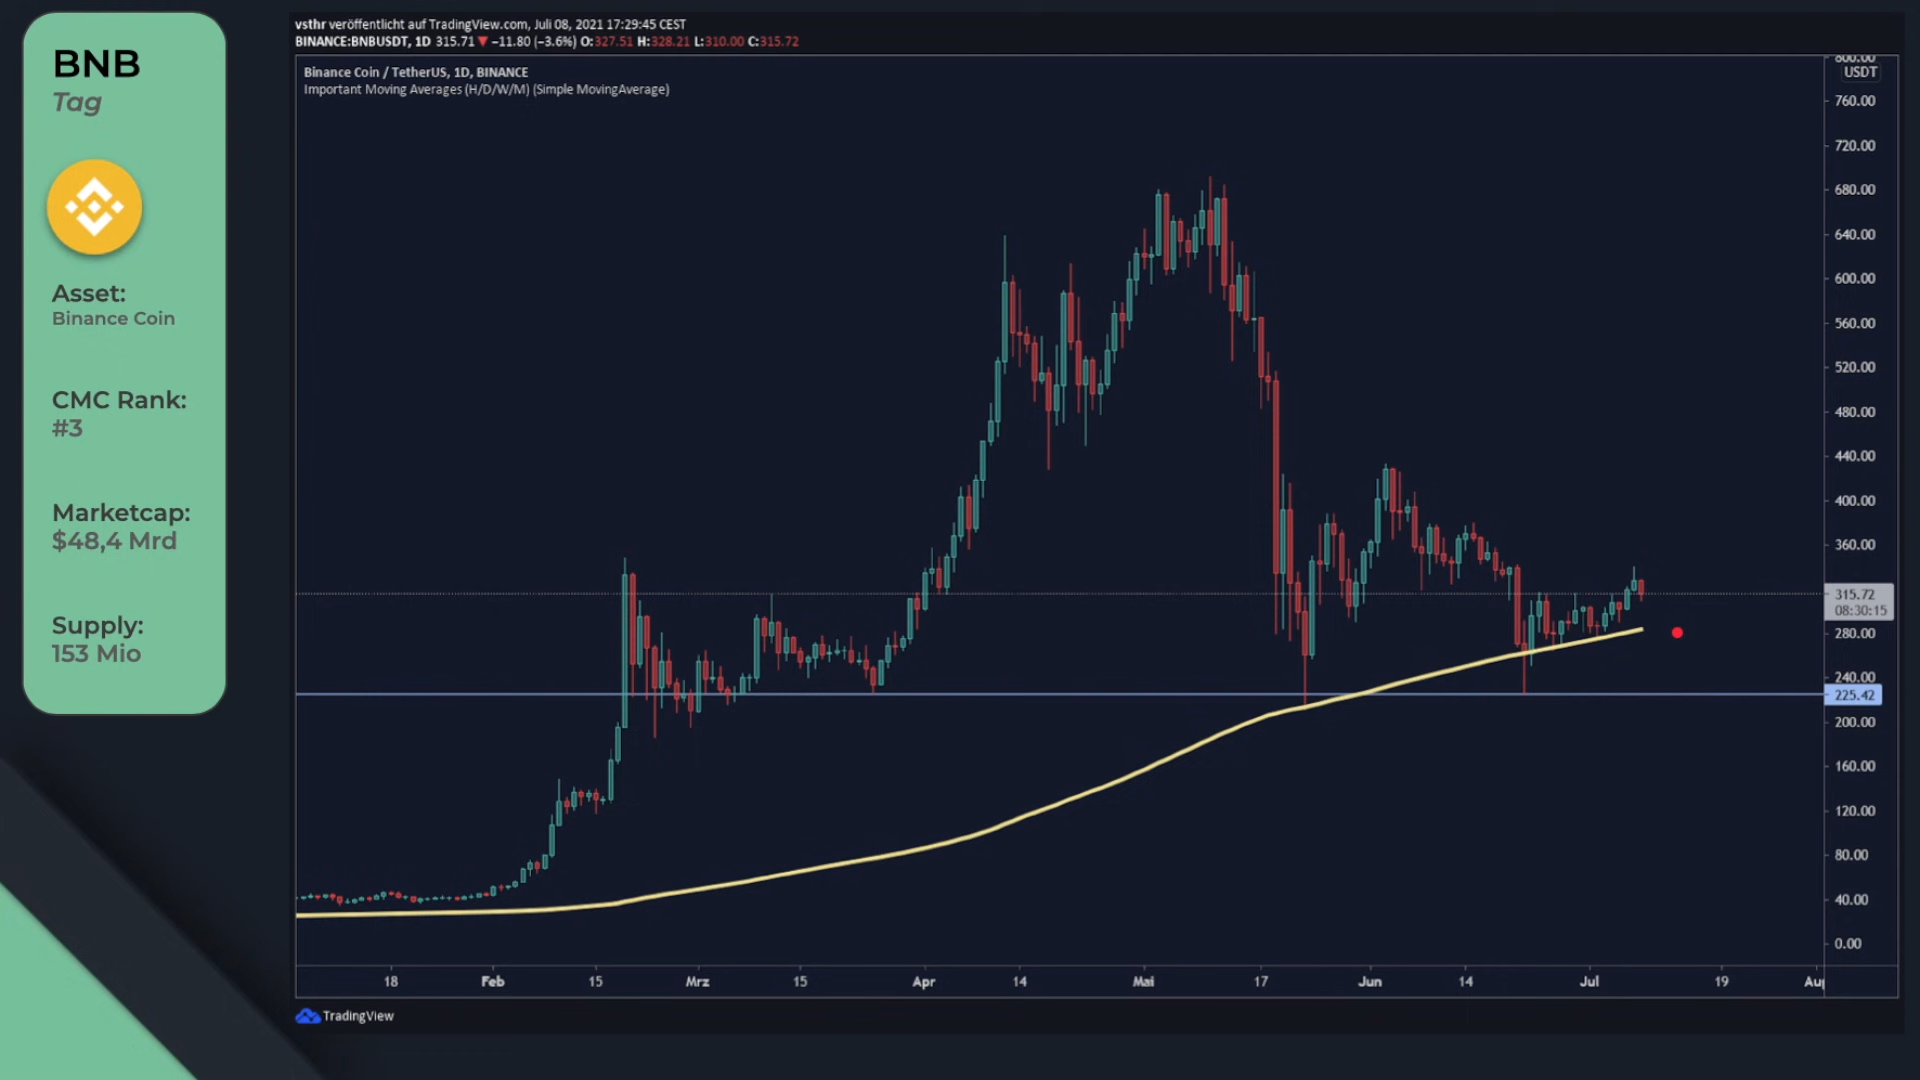 BNB
Tag
Asset:
Binance Coin
CMC Rank:
#3
Marketcap:
$48,4 Mrd
Supply:
153 Mio
vsthr veröffentlicht auf TradingView.com, Juli 08, 2021 17:29:45 CEST
BINANCE:BNBUSDT, 1D 315.71 ▼ −11.80 (−3.6%) O:327.51 H:328.21 L:310.00 C:315.72
Binance Coin / TetherUS, 1D, BINANCE
Important Moving Averages (H/D/W/M) (Simple MovingAverage)
800.00
USDT
760.00
720.00
680.00
640.00
600.00
560.00
520.00
480.00
440.00
400.00
360.00
315.72
08:30:15
280.00
240.00
225.42
200.00
160.00
120.00
80.00
40.00
0.00
18 Feb 15 Mrz 15 Apr 14 Mai 17 Jun 14 Jul 19 Aug
TradingView